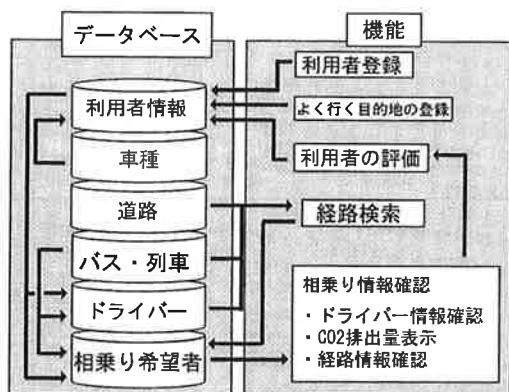 データベース
利用者情報
車種
道路
バス・列車
ドライバー
相乗り希望者
機能
利用者登録
よく行く目的地の登録
利用者の評価
経路検索
相乗り情報確認
・ドライバー情報確認
・CO2排出量表示
・経路情報確認